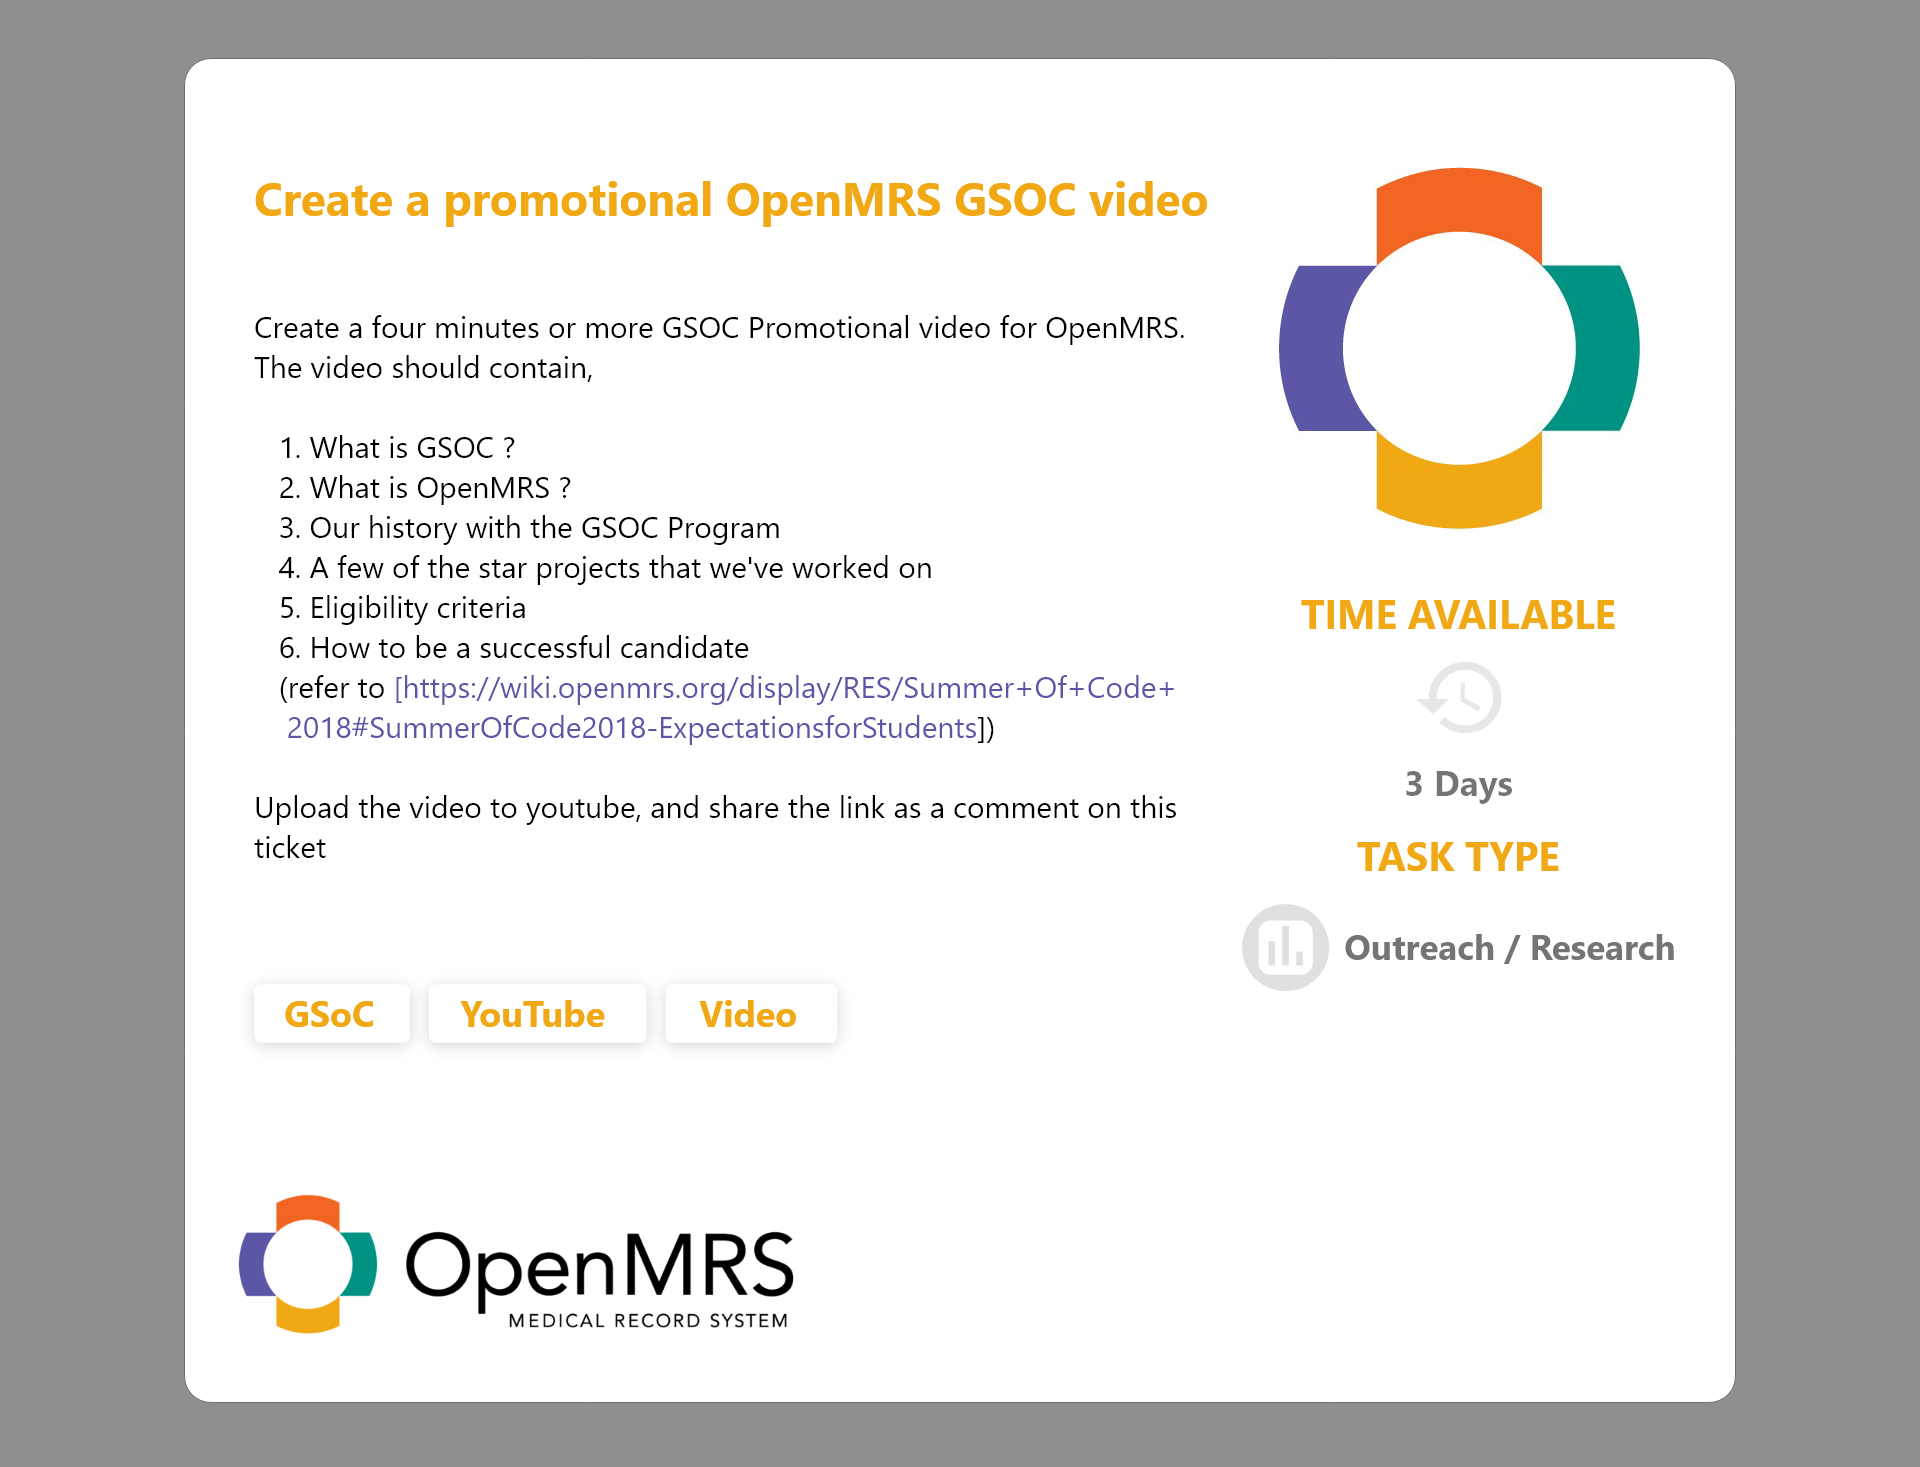 Create a promotional OpenMRS GSOC video
Create a four minutes or more GSOC Promotional video for OpenMRS.
The video should contain,
1. What is GSOC ?
2. What is OpenMRS ?
3. Our history with the GSOC Program
4. A few of the star projects that we've worked on
5. Eligibility criteria
6. How to be a successful candidate
(refer to [https://wiki.openmrs.org/display/RES/Summer+Of+Code+
2018#SummerOfCode2018-ExpectationsforStudents])
Upload the video to youtube, and share the link as a comment on this
ticket
GSoC
YouTube
Video
TIME AVAILABLE
3 Days
TASK TYPE
Outreach / Research
OpenMRS
MEDICAL RECORD SYSTEM